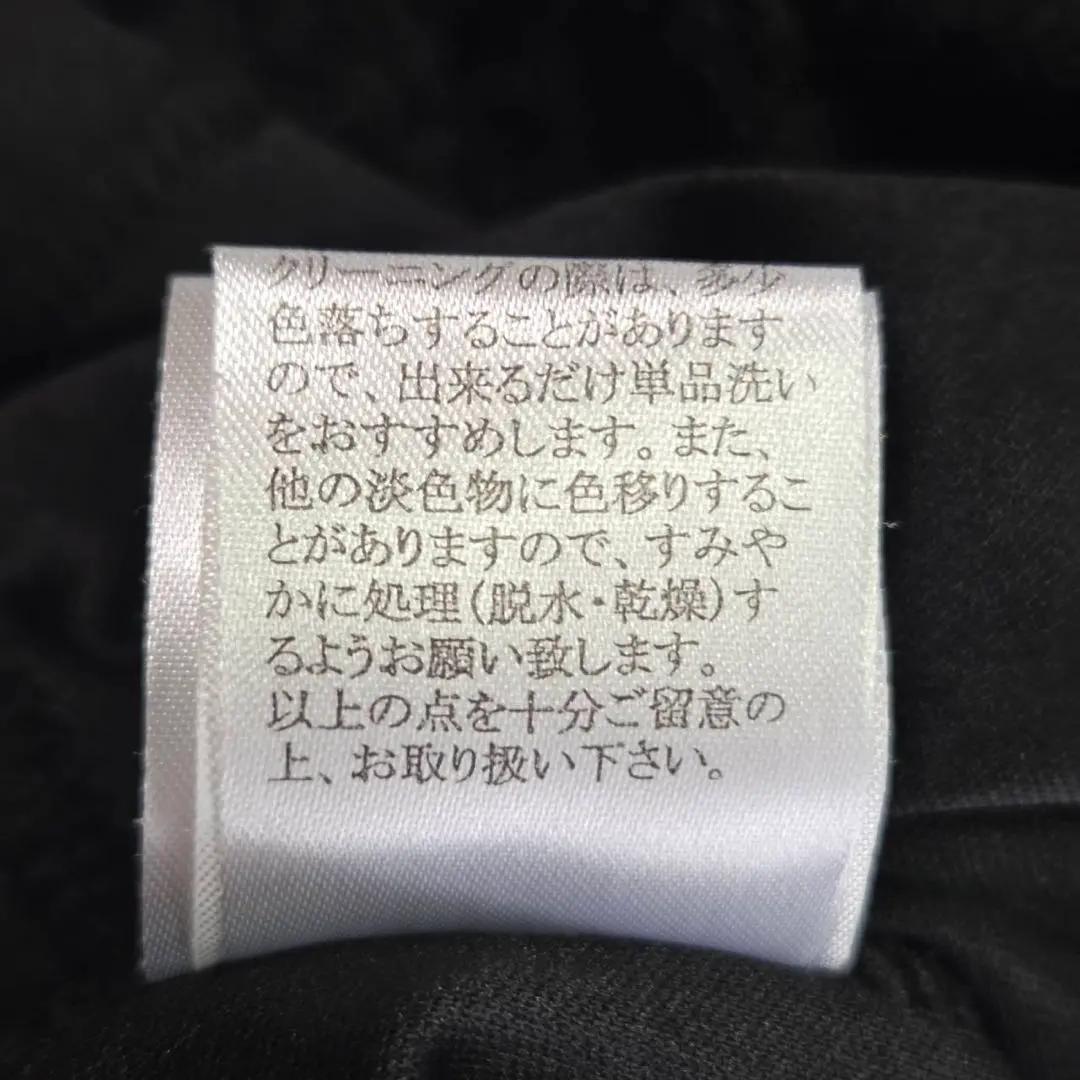 クリーニングの際は、多少
色落ちすることがあります
ので、出来るだけ単品洗い
をおすすめします。また、
他の淡色物に色移りするこ
とがありますので、すみや
かに処理(脱水・乾燥)す
るようお願い致します。
以上の点を十分ご留意の
上、お取り扱い下さい。